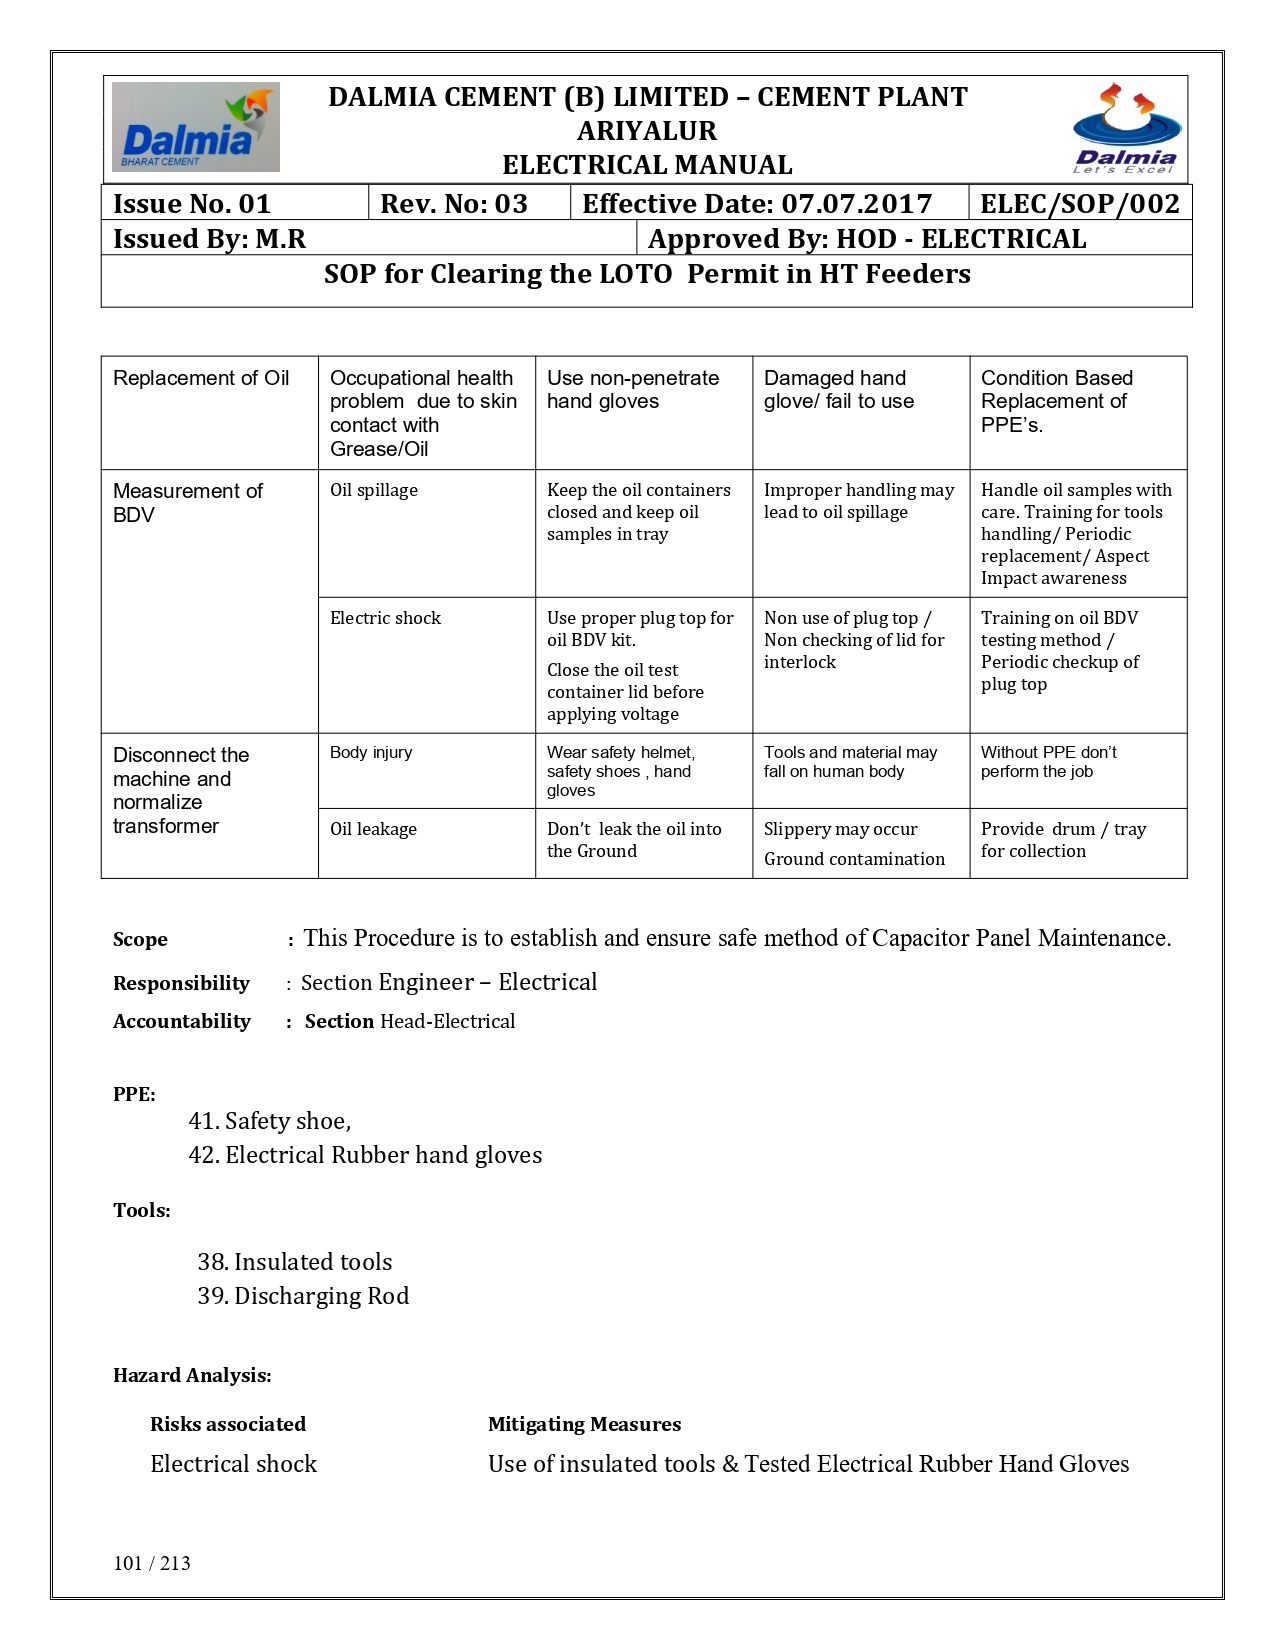 Dalmia
BHARAT CEMENT
DALMIA CEMENT (B) LIMITED – CEMENT PLANT
ARIYALUR
ELECTRICAL MANUAL
Dalmia
Let's Excel
Issue No. 01 Rev. No: 03 Effective Date: 07.07.2017 ELEC/SOP/002
Issued By: M.R Approved By: HOD - ELECTRICAL
SOP for Clearing the LOTO  Permit in HT Feeders
Replacement of Oil
Occupational health
problem  due to skin
contact with
Grease/Oil
Use non-penetrate
hand gloves
Damaged hand
glove/ fail to use
Condition Based
Replacement of
PPE’s.
Measurement of
BDV
Oil spillage
Keep the oil containers
closed and keep oil
samples in tray
Improper handling may
lead to oil spillage
Handle oil samples with
care. Training for tools
handling/ Periodic
replacement/ Aspect
Impact awareness
Electric shock
Use proper plug top for
oil BDV kit.
Close the oil test
container lid before
applying voltage
Non use of plug top /
Non checking of lid for
interlock
Training on oil BDV
testing method /
Periodic checkup of
plug top
Disconnect the
machine and
normalize
transformer
Body injury
Wear safety helmet,
safety shoes , hand
gloves
Tools and material may
fall on human body
Without PPE don’t
perform the job
Oil leakage
Don’t  leak the oil into
the Ground
Slippery may occur
Ground contamination
Provide  drum / tray
for collection
Scope : This Procedure is to establish and ensure safe method of Capacitor Panel Maintenance.
Responsibility : Section Engineer – Electrical
Accountability : Section Head-Electrical
PPE:
41. Safety shoe,
42. Electrical Rubber hand gloves
Tools:
38. Insulated tools
39. Discharging Rod
Hazard Analysis:
Risks associated Mitigating Measures
Electrical shock Use of insulated tools & Tested Electrical Rubber Hand Gloves
101 / 213